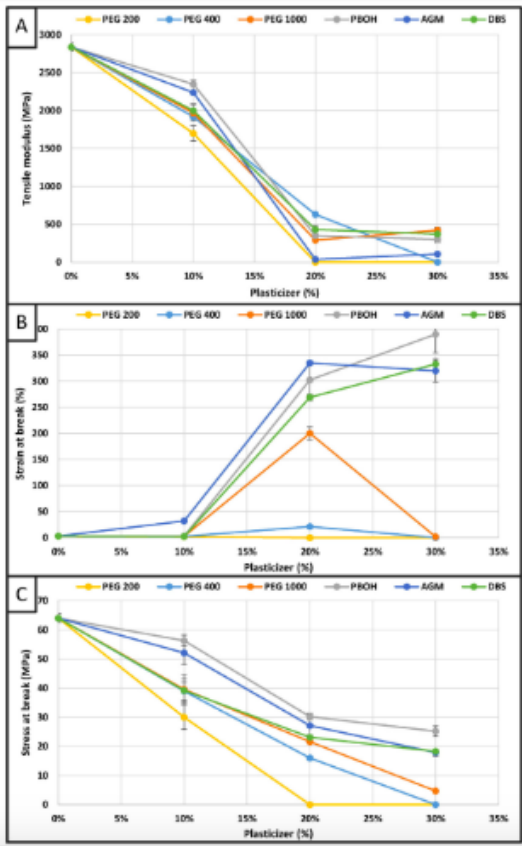 A
PEG 200 PEG 400 PEG 1000 PBOH AGM DBS
3000
2500
2000
1500
1000
500
0
Tensile modulus (MPa)
0% 5% 10% 15% 20% 25% 30% 35%
Plasticizer (%)
B
PEG 200 PEG 400 PEG 1000 PBOH AGM DBS
400
350
300
250
200
150
100
50
0
Strain at break (%)
0% 5% 10% 15% 20% 25% 30% 35%
Plasticizer (%)
C
PEG 200 PEG 400 PEG 1000 PBOH AGM DBS
70
60
50
40
30
20
10
0
Stress at break (MPa)
0% 5% 10% 15% 20% 25% 30% 35%
Plasticizer (%)